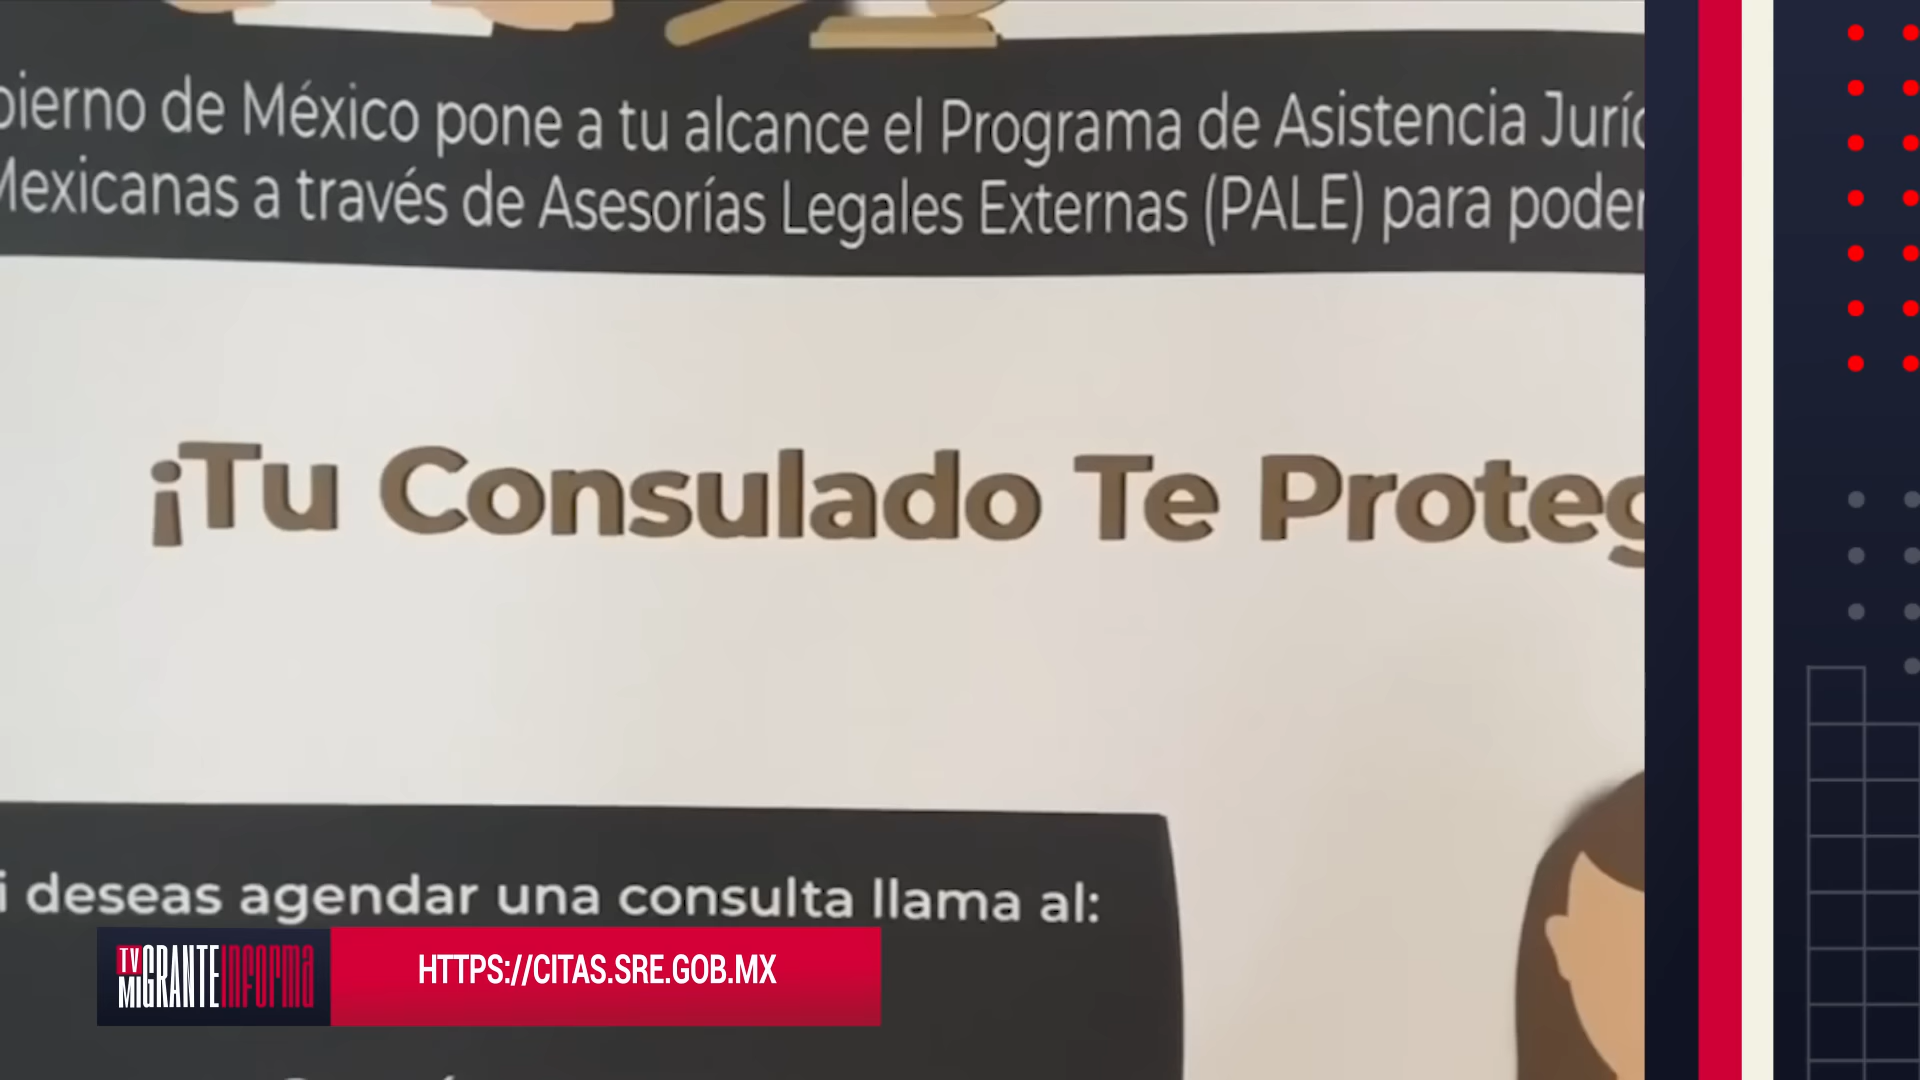 bierno de México pone a tu alcance el Programa de Asistencia Juríd
Mexicanas a través de Asesorías Legales Externas (PALE) para poder
¡Tu Consulado Te Proteg
i deseas agendar una consulta llama al:
TV MIGRANTE INFORMA
HTTPS://CITAS.SRE.GOB.MX